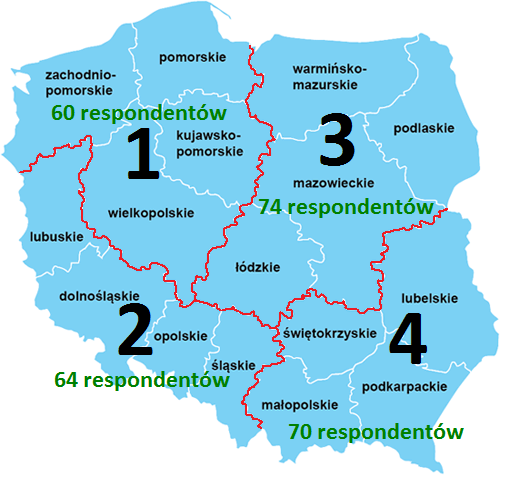 pomorskie
zachodnio-
pomorskie
60 respondentów
1
kujawsko-
pomorskie
wielkopolskie
warmińsko-
mazurskie
3
podlaskie
mazowieckie
74 respondentów
łódzkie
lubuskie
dolnośląskie
2
opolskie
śląskie
64 respondentów
lubelskie
świętokrzyskie
4
podkarpackie
małopolskie
70 respondentów